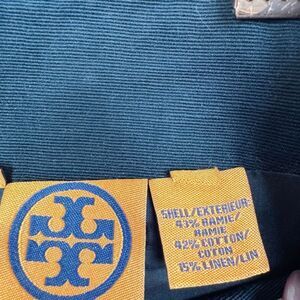 SHELL/EXTERIEUR:
43% RAMIE/
RAMIE
42% COTTON/
COTON
15% LINEN/LIN